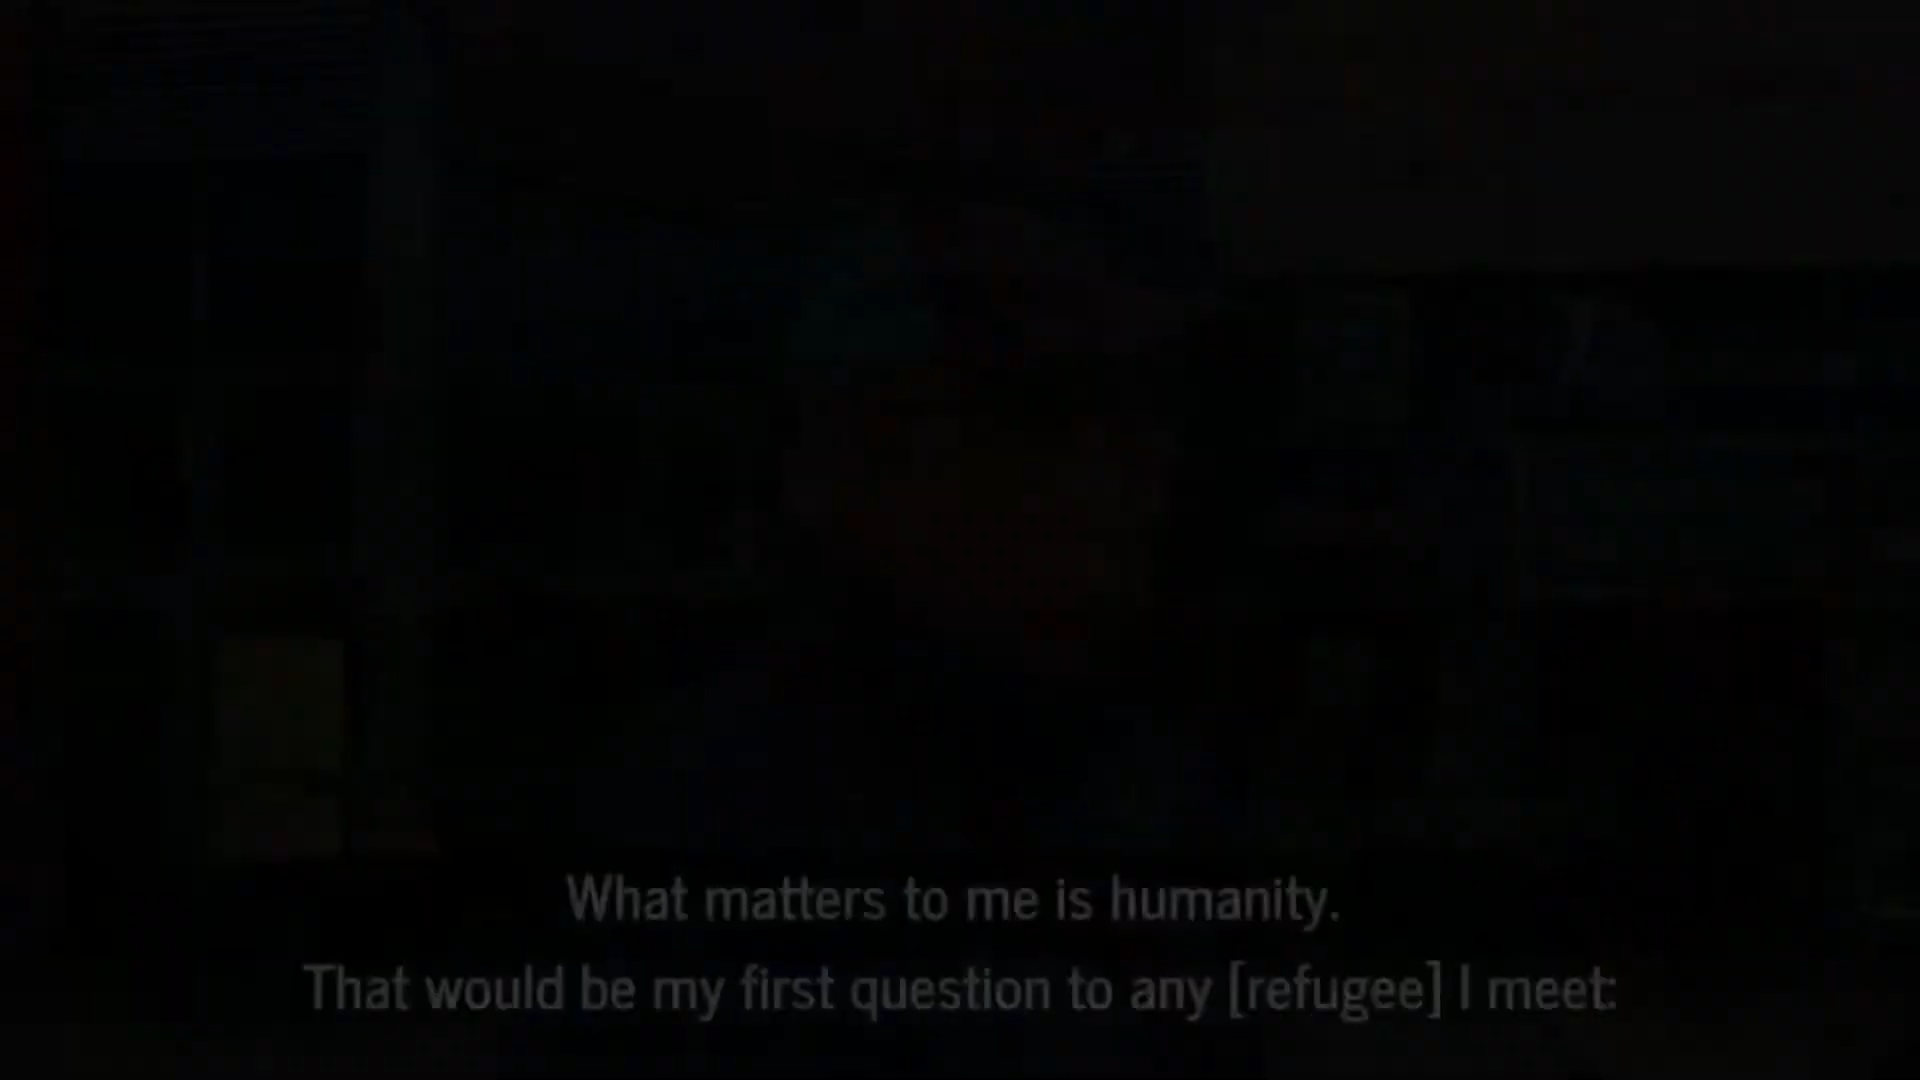 What matters to me is humanity.
That would be my first question to any [refugee] I meet: